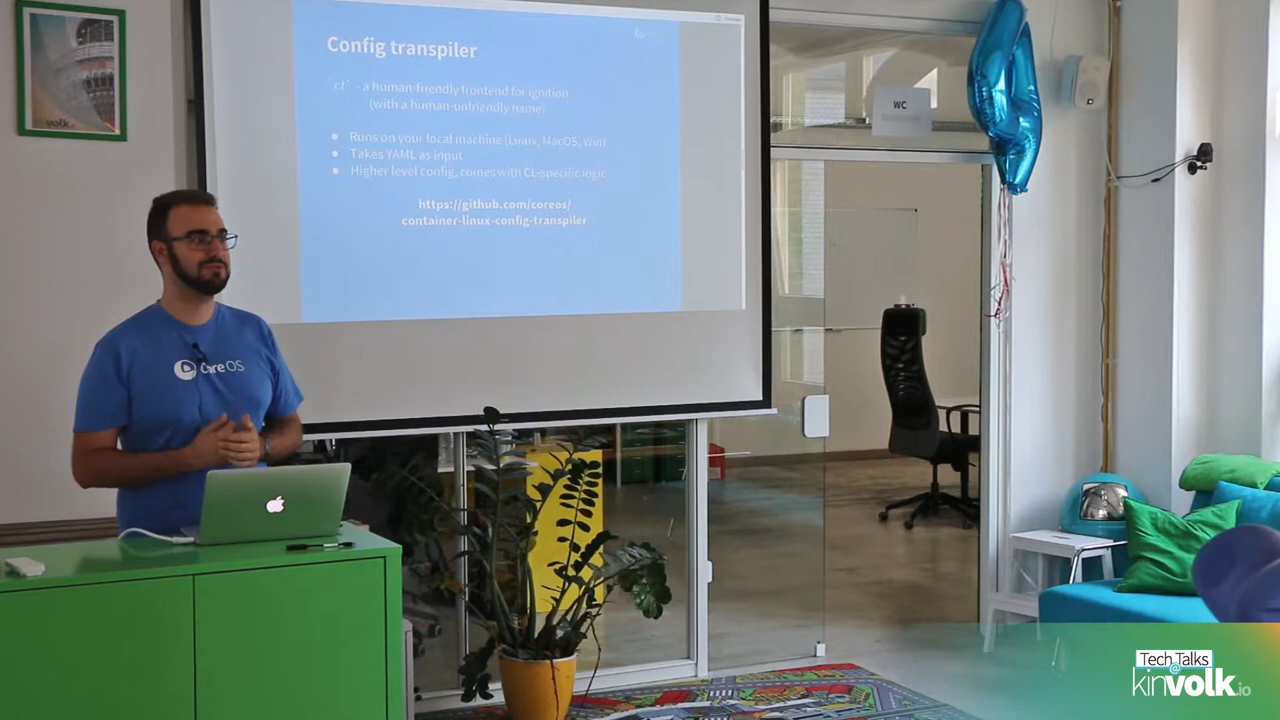 Config transpiler
`ct` - a human-friendly frontend for ignition
(with a human-unfriendly name)
● Runs on your local machine (Linux, MacOS, Win)
● Takes YAML as input
● Higher level config, comes with CL-specific logic
https://github.com/coreos/
container-linux-config-transpiler
volk
WC
Core OS
Tech Talks
@
kinvolk.io